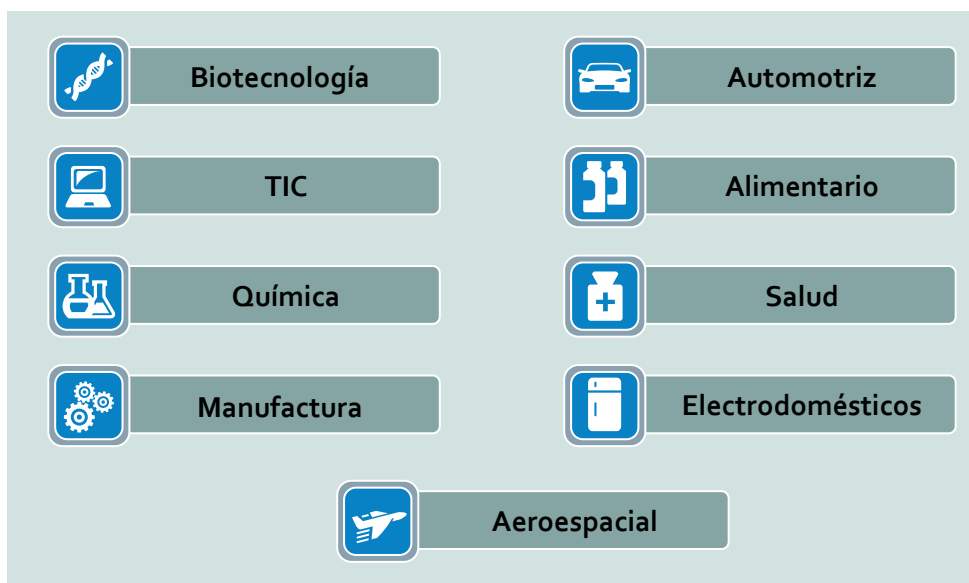 Biotecnología
Automotriz
TIC
Alimentario
Química
Salud
Manufactura
Electrodomésticos
Aeroespacial